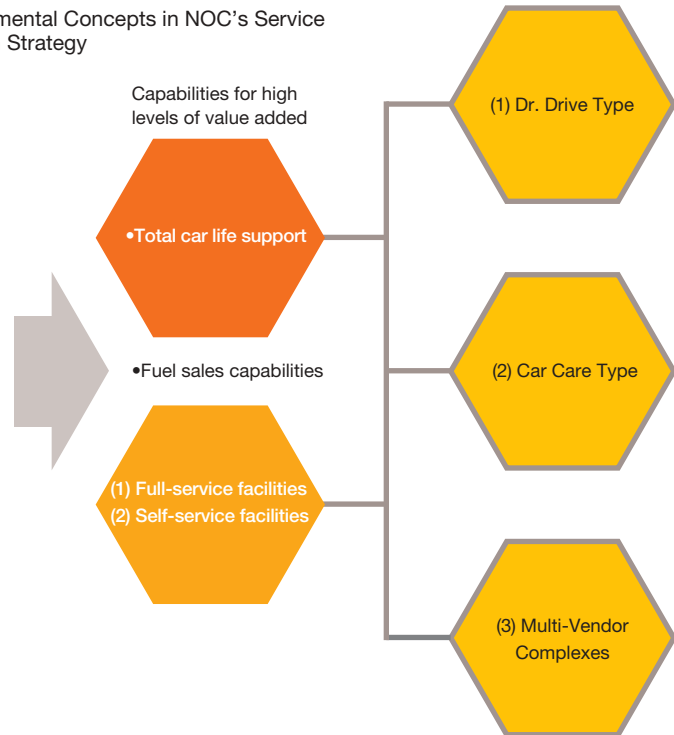 mental Concepts in NOC's Service
Strategy
Capabilities for high
levels of value added
•Total car life support
•Fuel sales capabilities
(1) Full-service facilities
(2) Self-service facilities
(1) Dr. Drive Type
(2) Car Care Type
(3) Multi-Vendor
Complexes